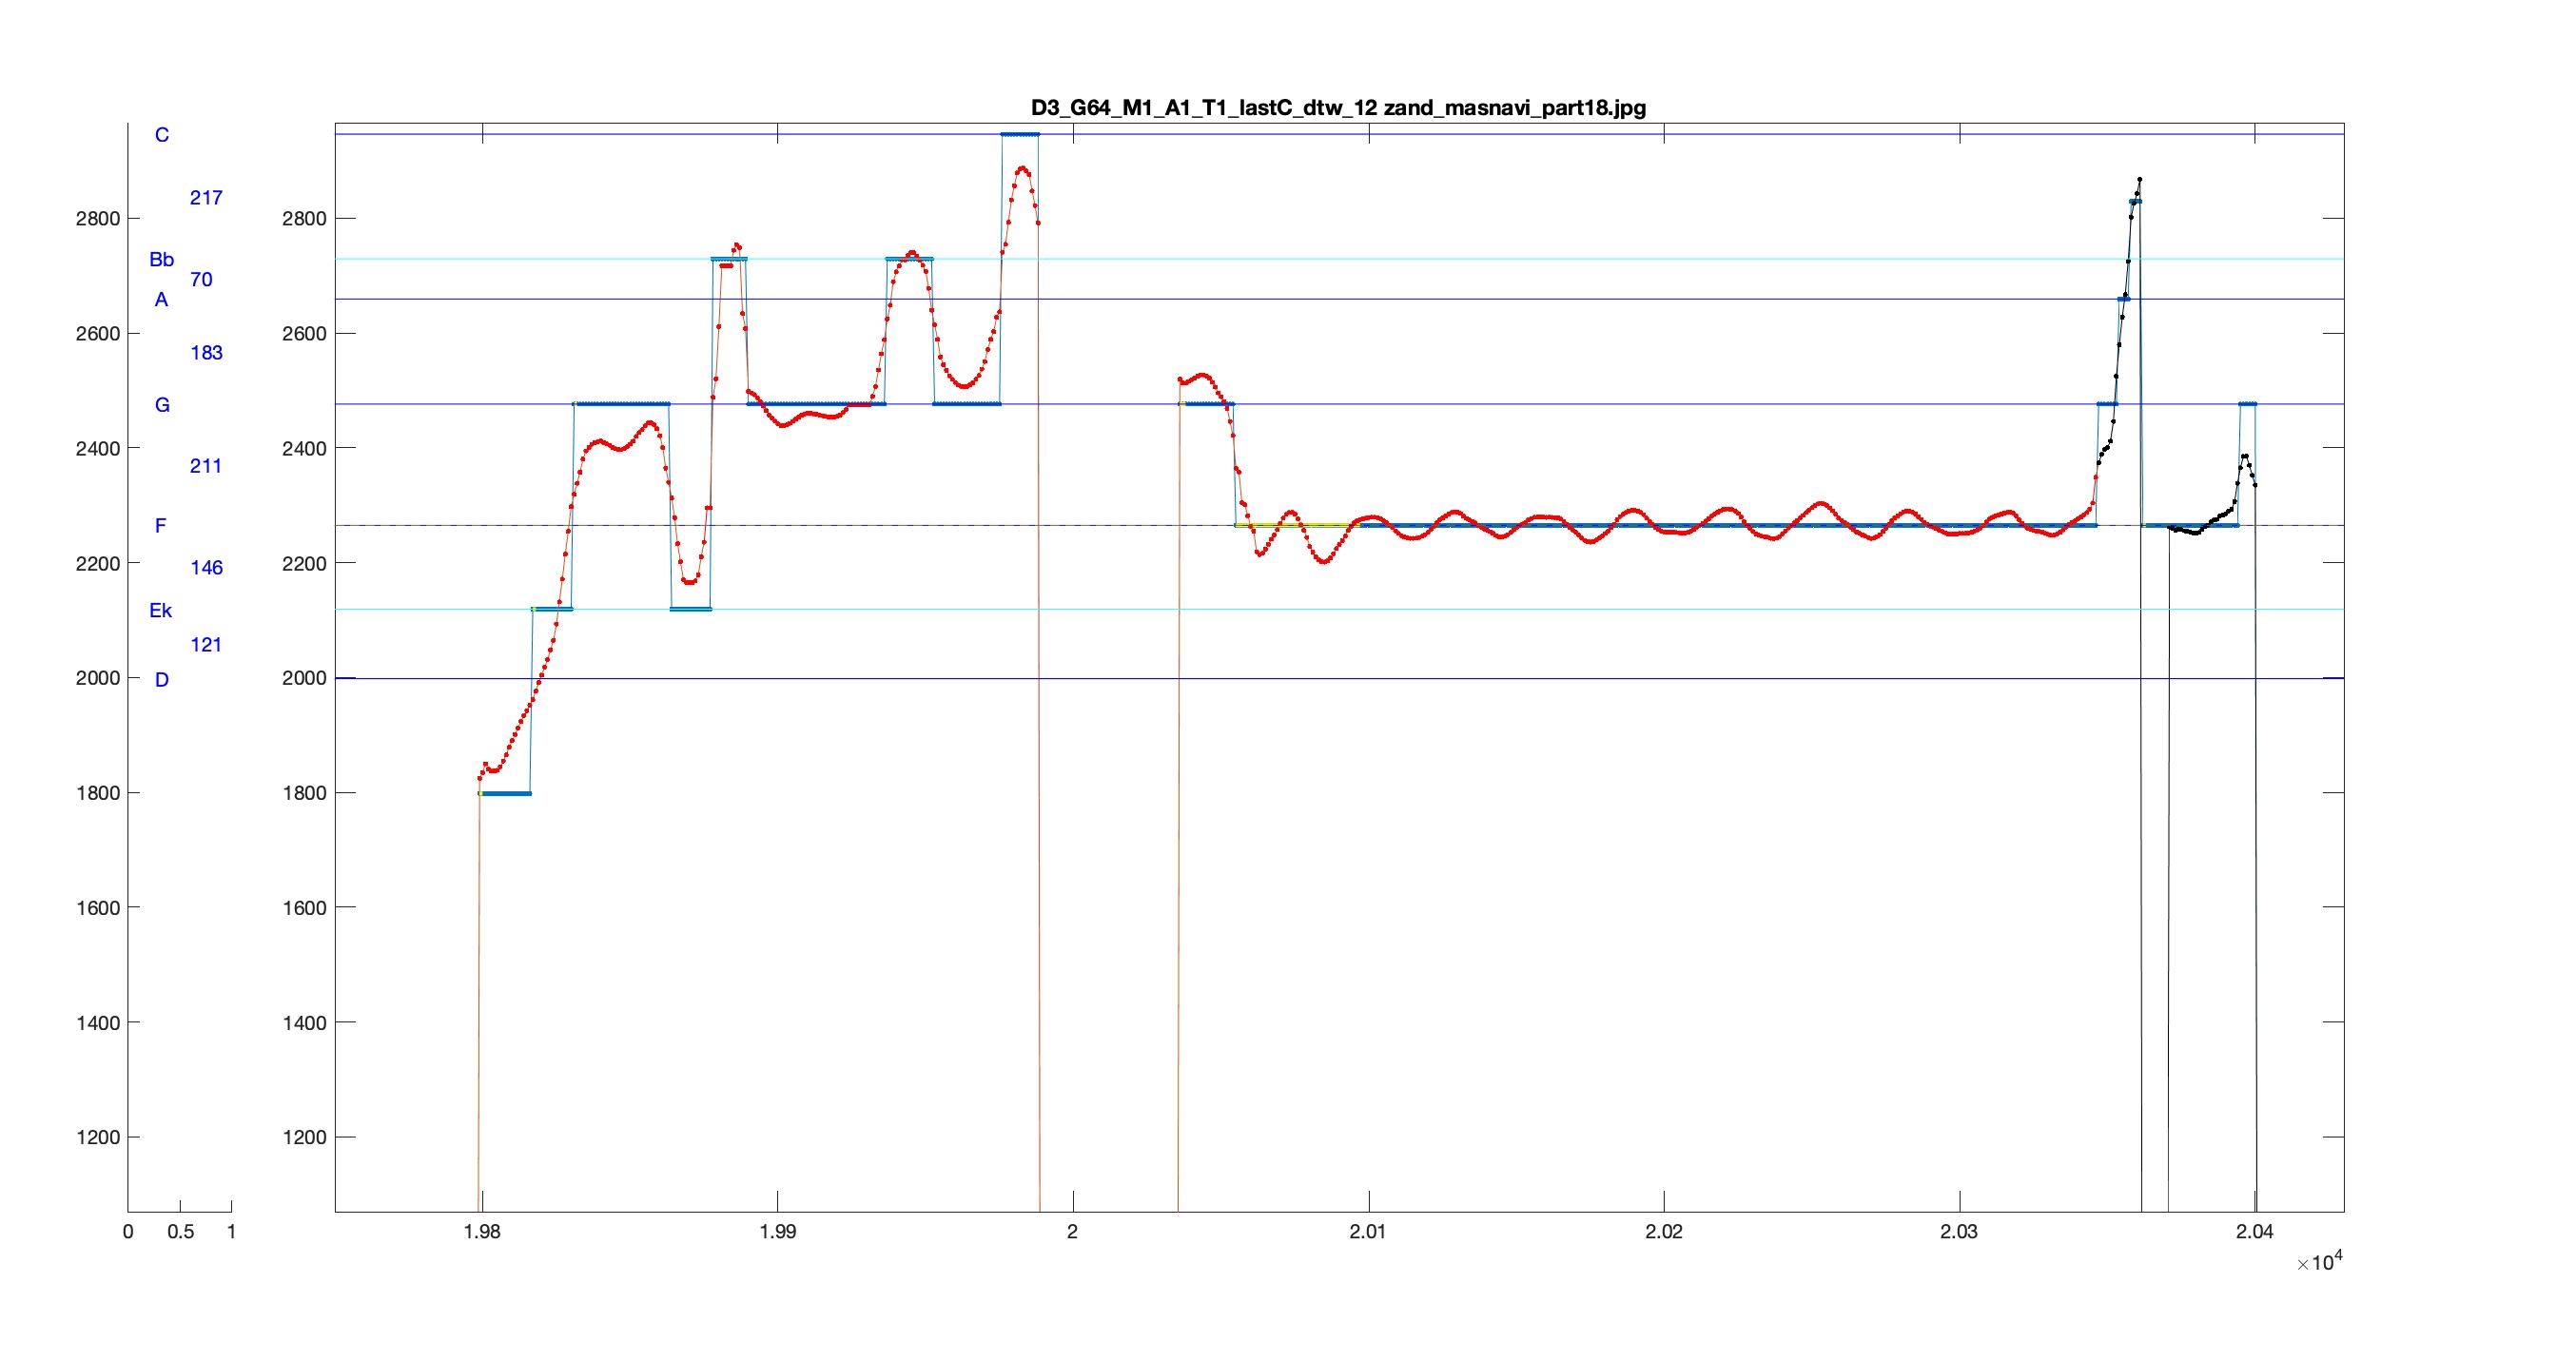 D3_G64_M1_A1_T1_lastC_dtw_12 zand_masnavi_part18.jpg
C
217
2800 2800
Bb
70
A
2600 2600
183
G
2400 2400
211
F
2200 2200
146
Ek
121
2000 D 2000
1800 1800
1600 1600
1400 1400
1200 1200
0 0.5 1 1.98 1.99 2 2.01 2.02 2.03 2.04
×10⁴